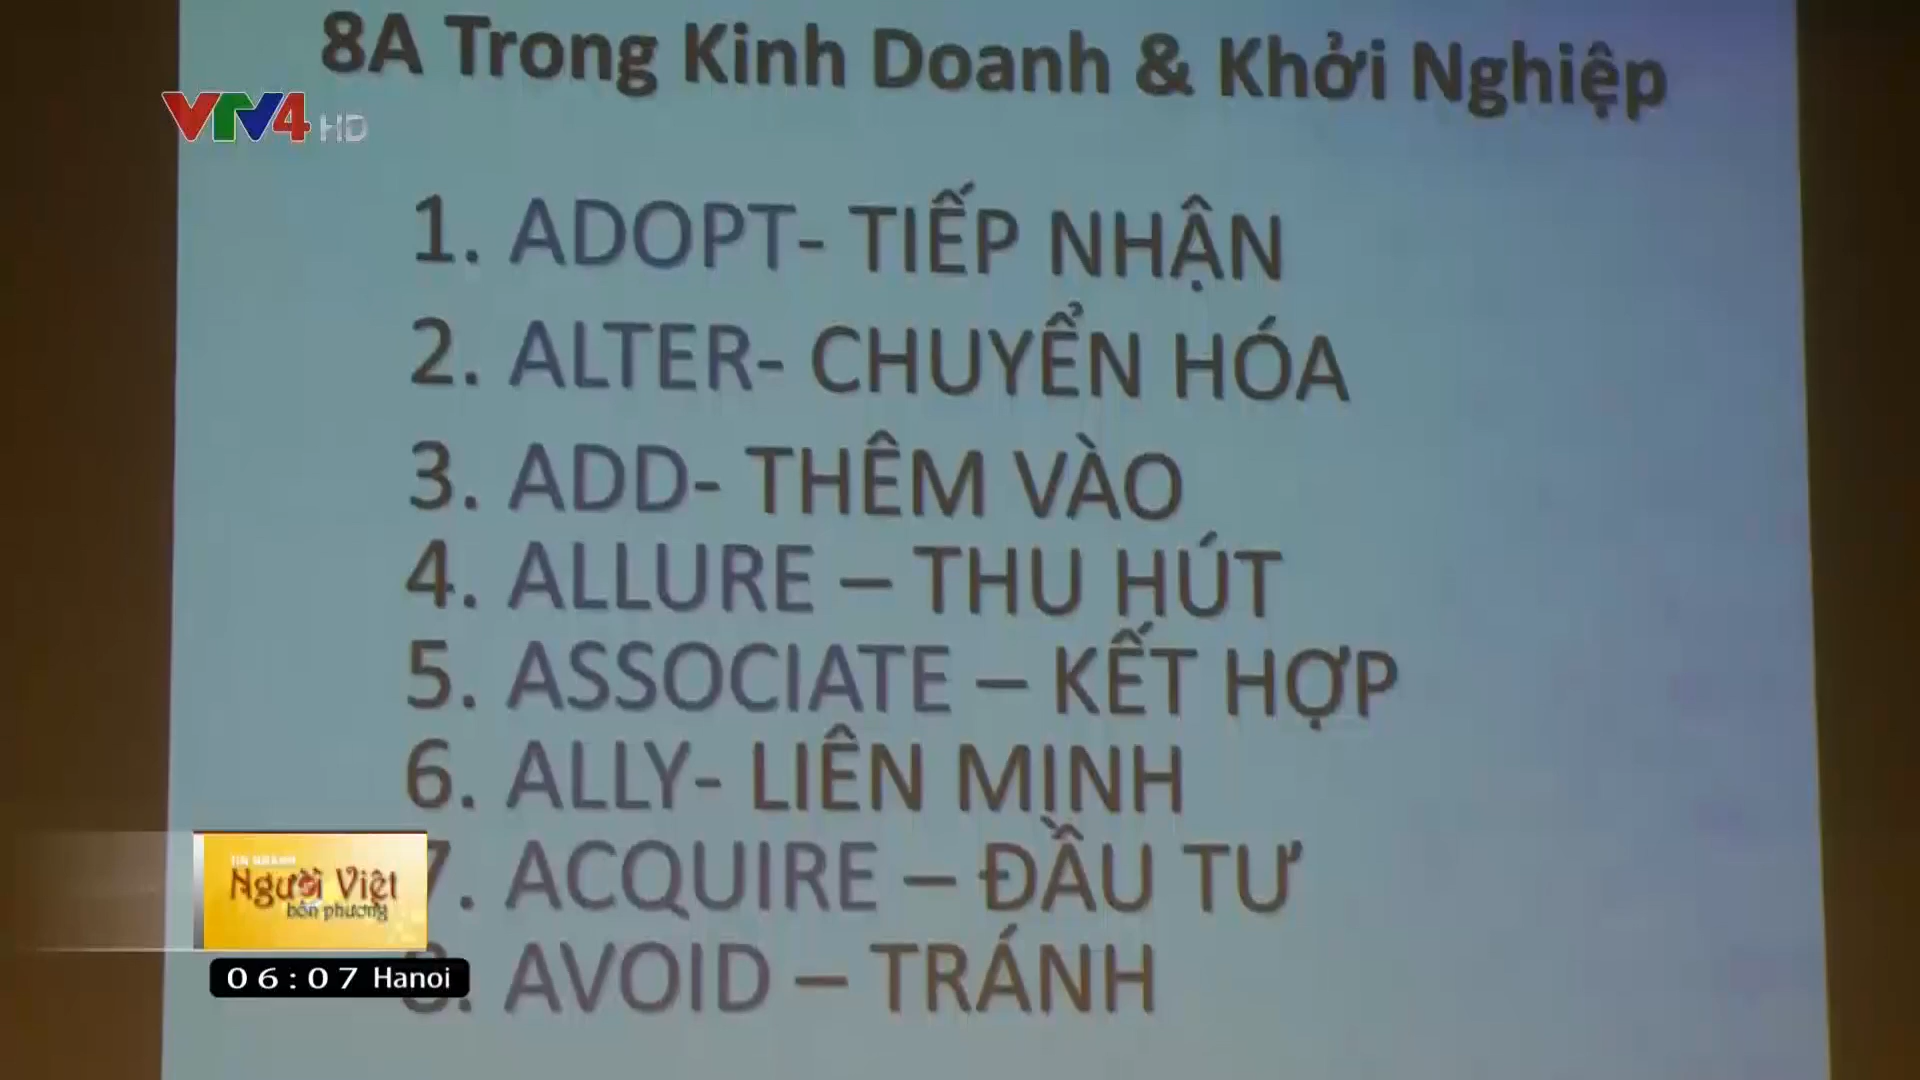 8A Trong Kinh Doanh & Khởi Nghiệp
VTV4 HD
1. ADOPT- TIẾP NHẬN
2. ALTER- CHUYỂN HÓA
3. ADD- THÊM VÀO
4. ALLURE – THU HÚT
5. ASSOCIATE – KẾT HỢP
6. ALLY- LIÊN MINH
7. ACQUIRE – ĐẦU TƯ
8. AVOID – TRÁNH
Người Việt
bốn phương
06:07 Hanoi